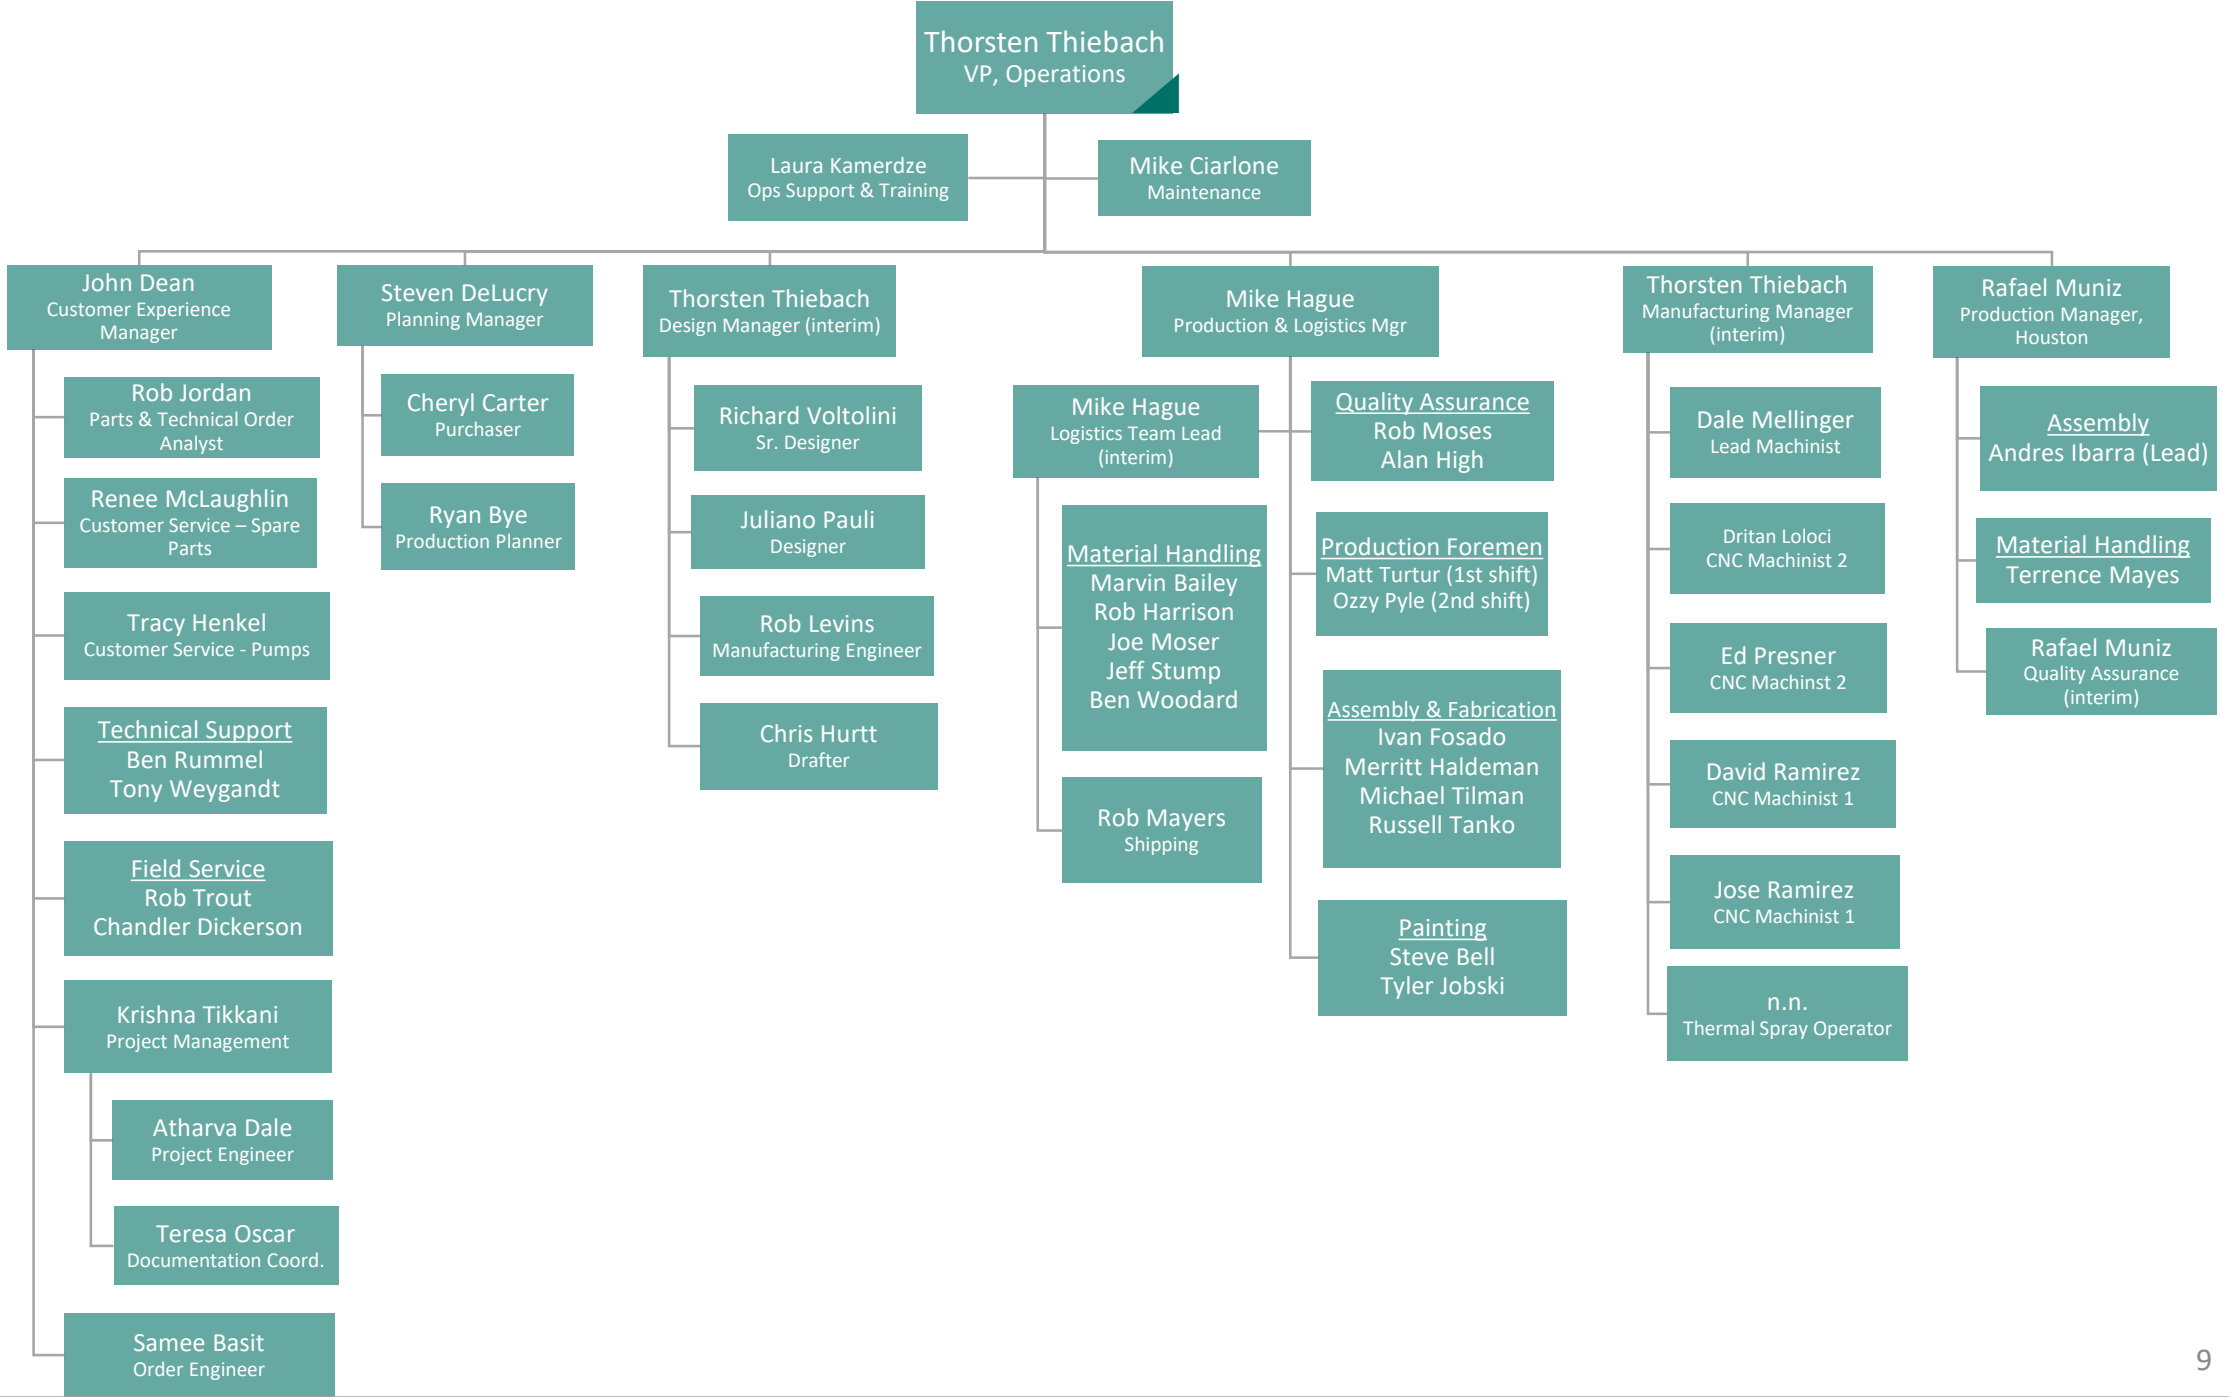 Thorsten Thiebach
VP, Operations
Laura Kamerdze
Ops Support & Training
Mike Ciarlone
Maintenance
John Dean
Customer Experience
Manager
Rob Jordan
Parts & Technical Order
Analyst
Renee McLaughlin
Customer Service – Spare
Parts
Tracy Henkel
Customer Service - Pumps
Technical Support
Ben Rummel
Tony Weygandt
Field Service
Rob Trout
Chandler Dickerson
Krishna Tikkani
Project Management
Atharva Dale
Project Engineer
Teresa Oscar
Documentation Coord.
Samee Basit
Order Engineer
Steven DeLucry
Planning Manager
Cheryl Carter
Purchaser
Ryan Bye
Production Planner
Thorsten Thiebach
Design Manager (interim)
Richard Voltolini
Sr. Designer
Juliano Pauli
Designer
Rob Levins
Manufacturing Engineer
Chris Hurtt
Drafter
Mike Hague
Production & Logistics Mgr
Mike Hague
Logistics Team Lead
(interim)
Material Handling
Marvin Bailey
Rob Harrison
Joe Moser
Jeff Stump
Ben Woodard
Rob Mayers
Shipping
Quality Assurance
Rob Moses
Alan High
Production Foremen
Matt Turtur (1st shift)
Ozzy Pyle (2nd shift)
Assembly & Fabrication
Ivan Fosado
Merritt Haldeman
Michael Tilman
Russell Tanko
Painting
Steve Bell
Tyler Jobski
Thorsten Thiebach
Manufacturing Manager
(interim)
Dale Mellinger
Lead Machinist
Dritan Loloci
CNC Machinist 2
Ed Presner
CNC Machinst 2
David Ramirez
CNC Machinist 1
Jose Ramirez
CNC Machinist 1
n.n.
Thermal Spray Operator
Rafael Muniz
Production Manager,
Houston
Assembly
Andres Ibarra (Lead)
Material Handling
Terrence Mayes
Rafael Muniz
Quality Assurance
(interim)
9